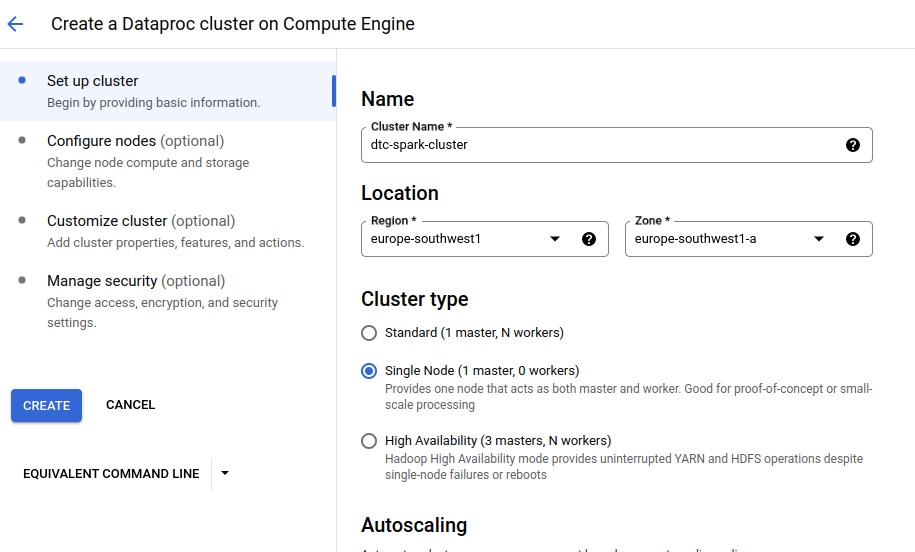 Create a Dataproc cluster on Compute Engine
Set up cluster
Begin by providing basic information.
Configure nodes (optional)
Change node compute and storage
capabilities.
Customize cluster (optional)
Add cluster properties, features, and actions.
Manage security (optional)
Change access, encryption, and security
settings.
CREATE CANCEL
EQUIVALENT COMMAND LINE
Name
Cluster Name *
dtc-spark-cluster
Location
Region * Zone *
europe-southwest1 europe-southwest1-a
Cluster type
Standard (1 master, N workers)
Single Node (1 master, 0 workers)
Provides one node that acts as both master and worker. Good for proof-of-concept or small-
scale processing
High Availability (3 masters, N workers)
Hadoop High Availability mode provides uninterrupted YARN and HDFS operations despite
single-node failures or reboots
Autoscaling